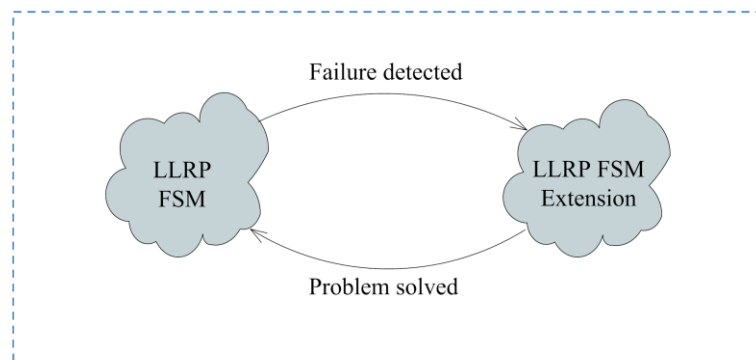 Failure detected
LLRP
FSM
LLRP FSM
Extension
Problem solved